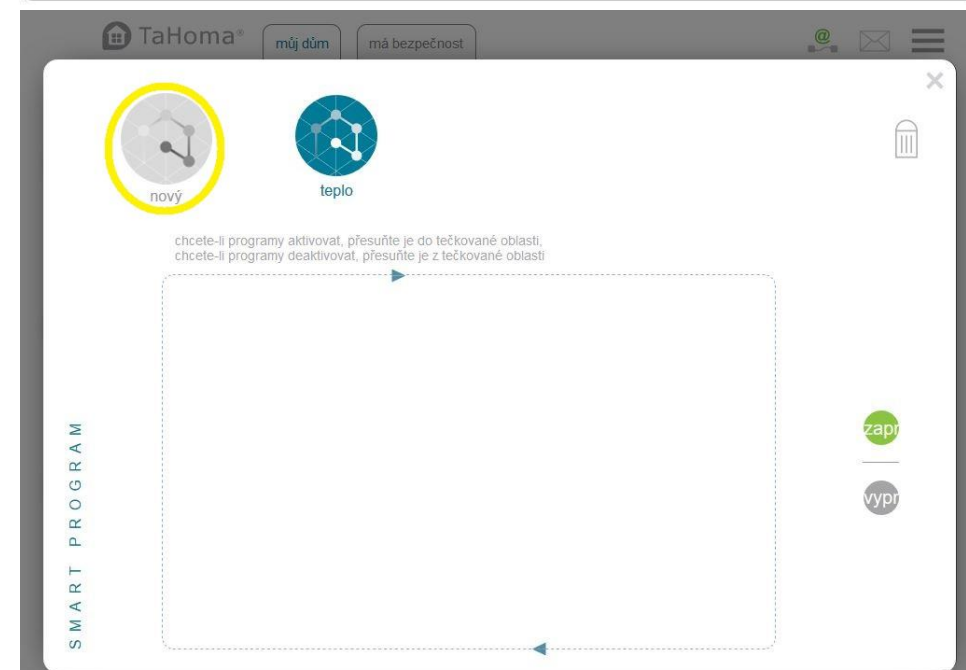 TaHoma®
můj dům
má bezpečnost
@
nový
teplo
chcete-li programy aktivovat, přesuňte je do tečkované oblasti,
chcete-li programy deaktivovat, přesuňte je z tečkované oblasti
SMART PROGRAM
zapr
vypr